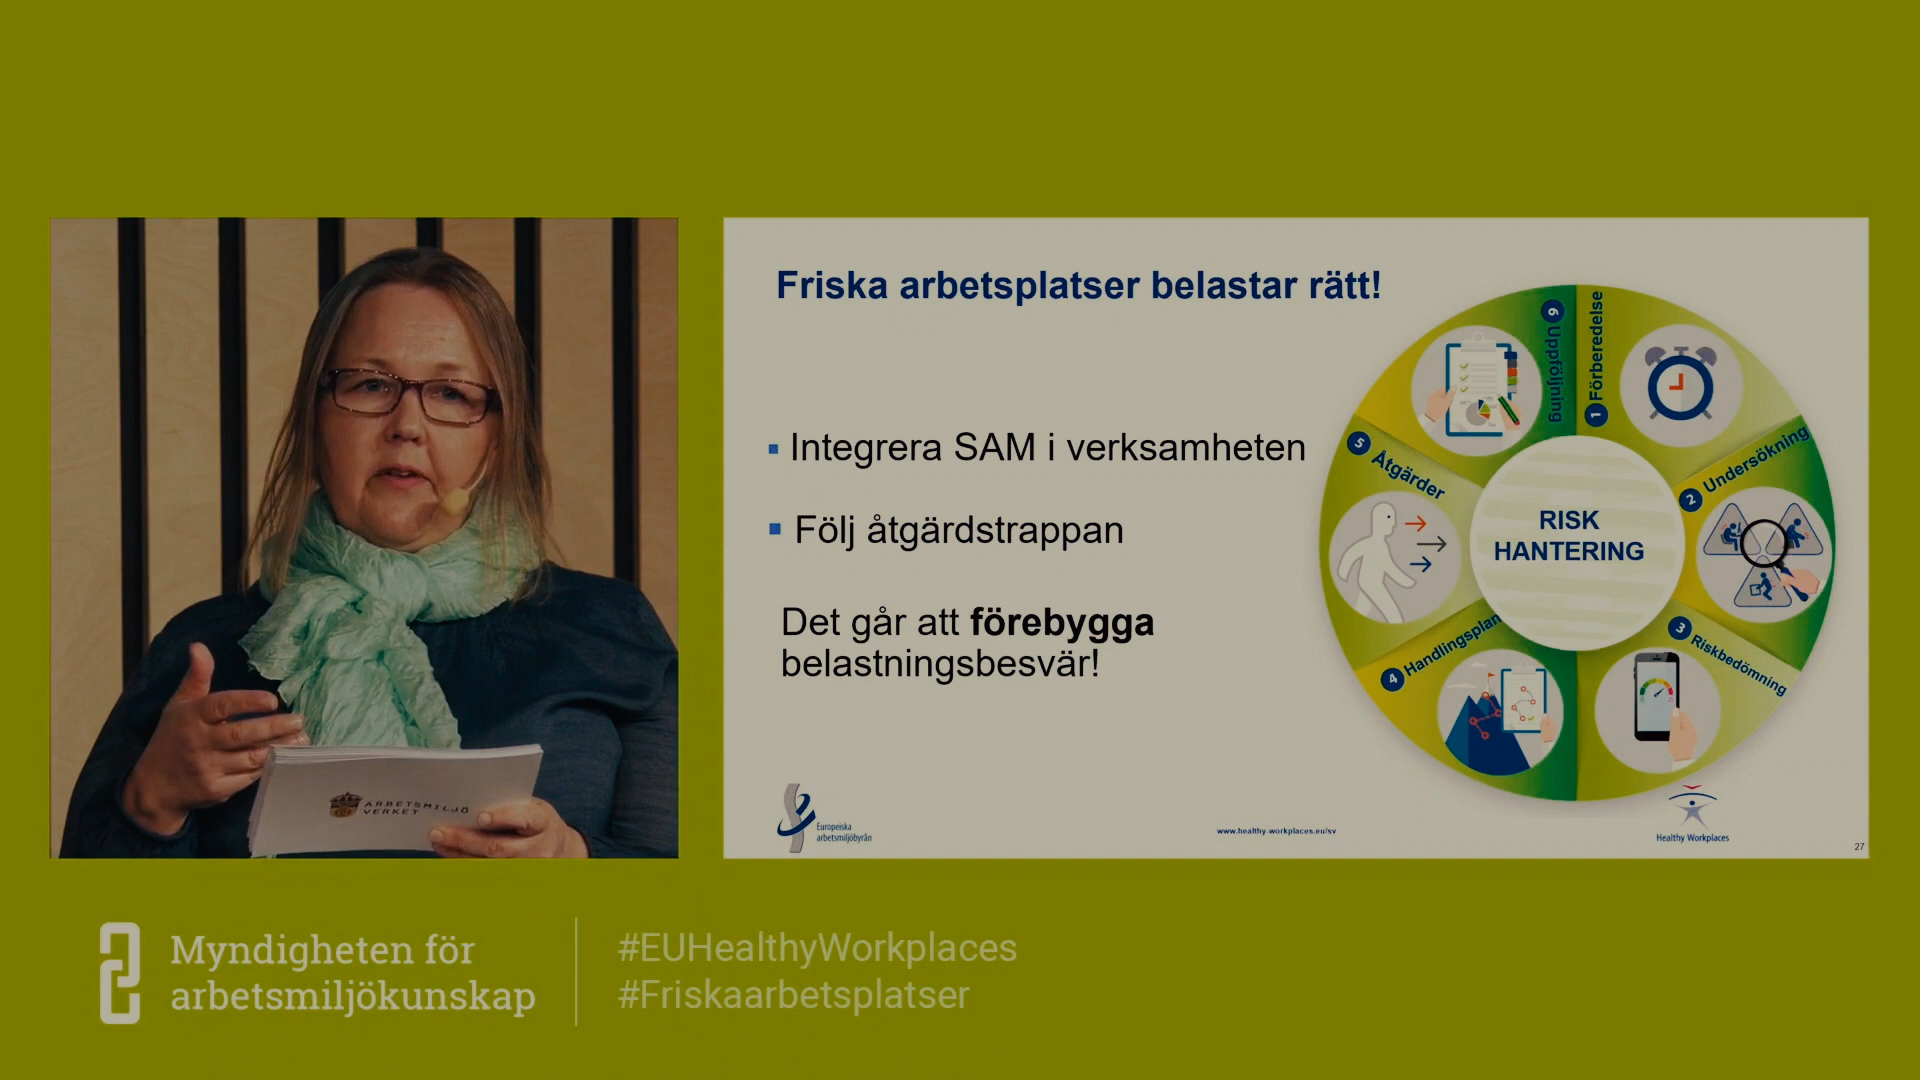 Friska arbetsplatser belastar rätt!
Integrera SAM i verksamheten
Följ åtgärdstrappan
Det går att förebygga
belastningsbesvär!
1 Förberedelse
2 Undersökning
3 Riskbedömning
4 Handlingsplan
5 Åtgärder
6 Uppföljning
RISK
HANTERING
Europeiska
arbetsmiljöbyrån
www.healthy-workplaces.eu/sv
Healthy Workplaces
27
ARBETSMILJÖ
VERKET
Myndigheten för
arbetsmiljökunskap
#EUHealthyWorkplaces
#Friskaarbetsplatser